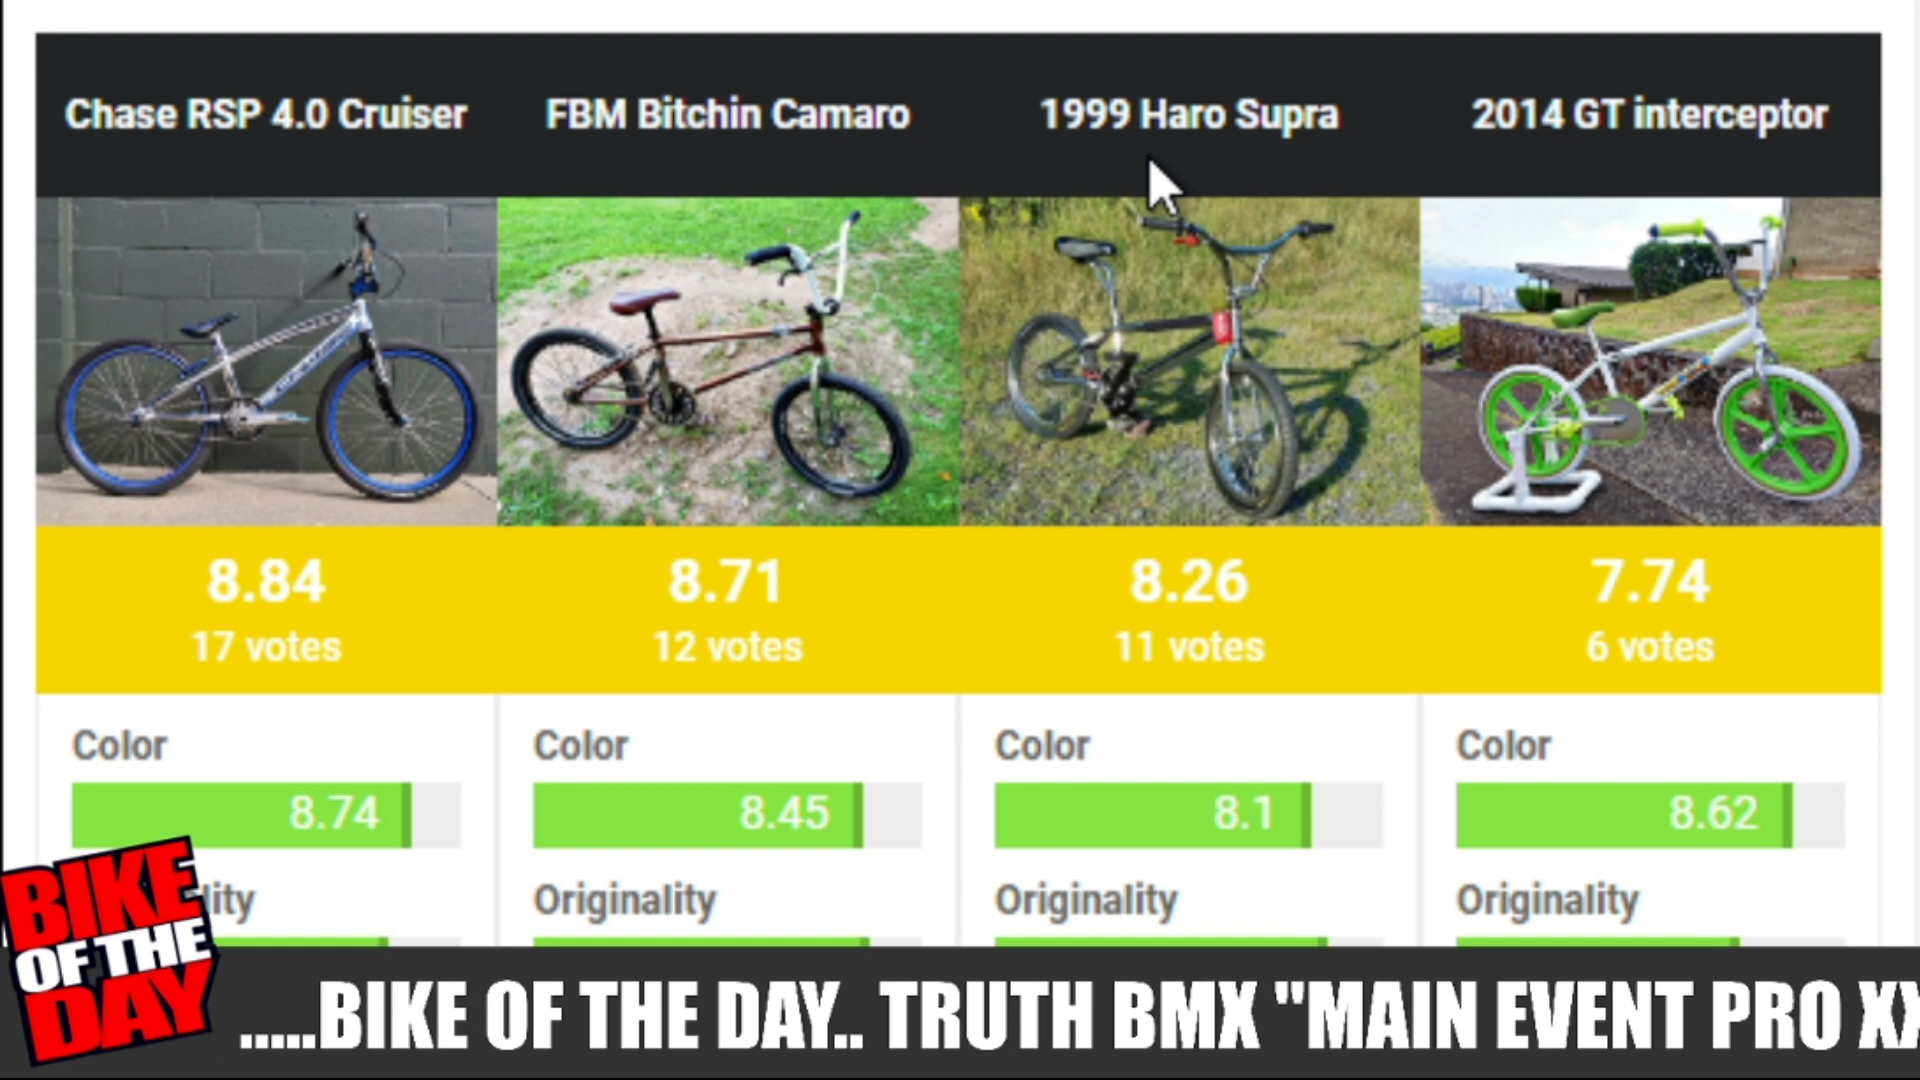 Chase RSP 4.0 Cruiser
FBM Bitchin Camaro
1999 Haro Supra
2014 GT interceptor
8.84
17 votes
8.71
12 votes
8.26
11 votes
7.74
6 votes
Color
Color
Color
Color
8.74
8.45
8.1
8.62
lity
Originality
Originality
Originality
BIKE
OF THE
DAY
.....BIKE OF THE DAY.. TRUTH BMX "MAIN EVENT PRO XX